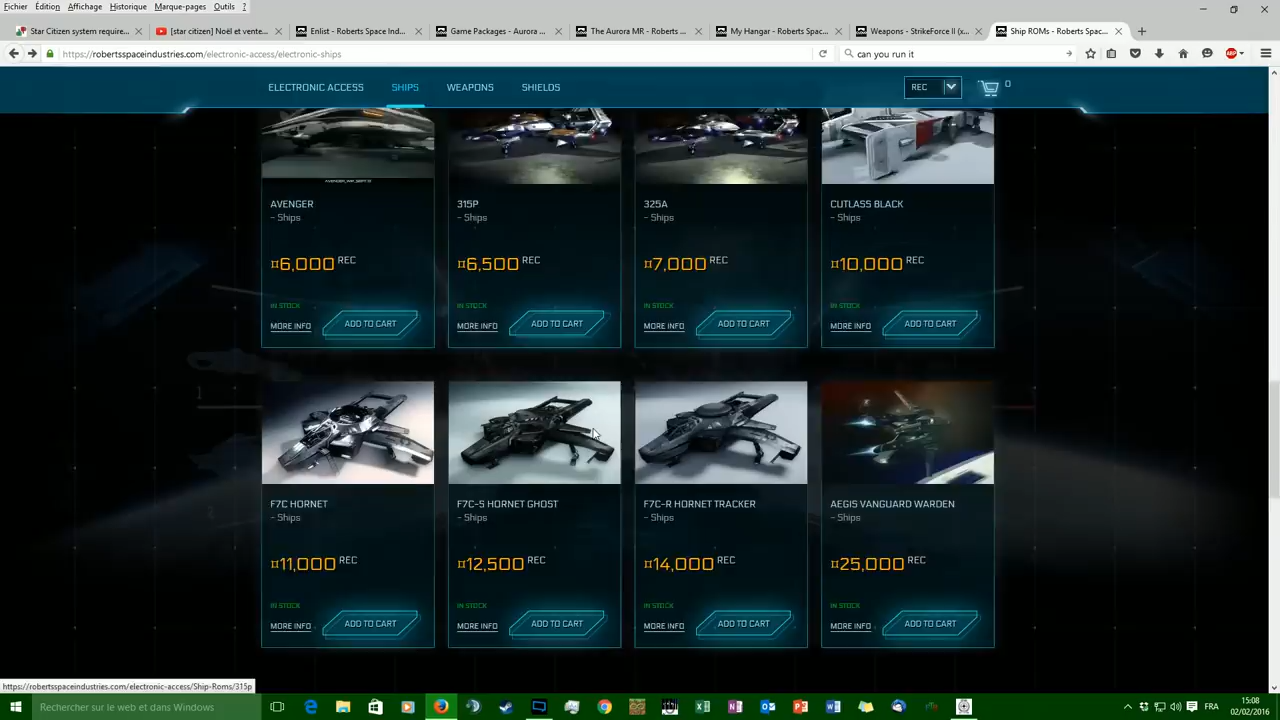 Fichier Édition Affichage Historique Marque-pages Outils ?
Star Citizen system require... [star citizen] Noël et vente... Enlist - Roberts Space Ind... Game Packages - Aurora ... The Aurora MR - Roberts ... My Hangar - Roberts Spac... Weapons - StrikeForce II (x... Ship ROMs - Roberts Spac...
https://robertsspaceindustries.com/electronic-access/electronic-ships
can you run it
ABP
ELECTRONIC ACCESS SHIPS WEAPONS SHIELDS REC 0
AVENGER 315P 325A CUTLASS BLACK
- Ships - Ships - Ships - Ships
¤6,000 REC ¤6,500 REC ¤7,000 REC ¤10,000 REC
IN STOCK IN STOCK IN STOCK IN STOCK
MORE INFO ADD TO CART MORE INFO ADD TO CART MORE INFO ADD TO CART MORE INFO ADD TO CART
F7C HORNET F7C-S HORNET GHOST F7C-R HORNET TRACKER AEGIS VANGUARD WARDEN
- Ships - Ships - Ships - Ships
¤11,000 REC ¤12,500 REC ¤14,000 REC ¤25,000 REC
IN STOCK IN STOCK IN STOCK IN STOCK
MORE INFO ADD TO CART MORE INFO ADD TO CART MORE INFO ADD TO CART MORE INFO ADD TO CART
https://robertsspaceindustries.com/electronic-access/Ship-Roms/315p
Rechercher sur le web et dans Windows
FRA
15:08
02/02/2016